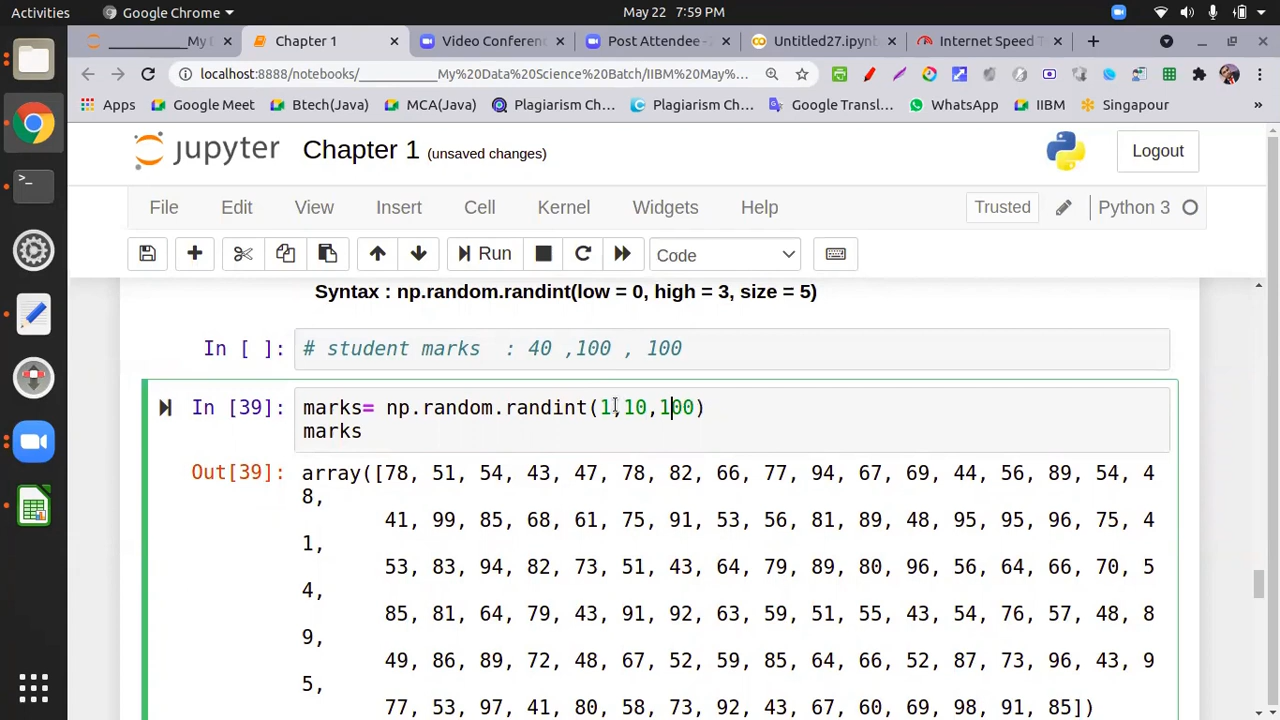 Activities
Google Chrome
May 22 7:59 PM
_________My D
Chapter 1
Video Conferenc
Post Attendee -
Untitled27.ipynb
Internet Speed T
localhost:8888/notebooks/_________My%20Data%20Science%20Batch/IIBM%20May%...
Apps
Google Meet
Btech(Java)
MCA(Java)
Plagiarism Ch...
Plagiarism Ch...
Google Transl...
WhatsApp
IIBM
Singapour
»
jupyter Chapter 1 (unsaved changes)
Logout
File Edit View Insert Cell Kernel Widgets Help
Trusted
Python 3
Run
Code
Syntax : np.random.randint(low = 0, high = 3, size = 5)
In [ ]: # student marks : 40 ,100 , 100
In [39]: marks= np.random.randint(1,10,100)
marks
Out[39]: array([78, 51, 54, 43, 47, 78, 82, 66, 77, 94, 67, 69, 44, 56, 89, 54, 4
8,
41, 99, 85, 68, 61, 75, 91, 53, 56, 81, 89, 48, 95, 95, 96, 75, 4
1,
53, 83, 94, 82, 73, 51, 43, 64, 79, 89, 80, 96, 56, 64, 66, 70, 5
4,
85, 81, 64, 79, 43, 91, 92, 63, 59, 51, 55, 43, 54, 76, 57, 48, 8
9,
49, 86, 89, 72, 48, 67, 52, 59, 85, 64, 66, 52, 87, 73, 96, 43, 9
5,
77, 53, 97, 41, 80, 58, 73, 92, 43, 67, 60, 69, 98, 91, 85])